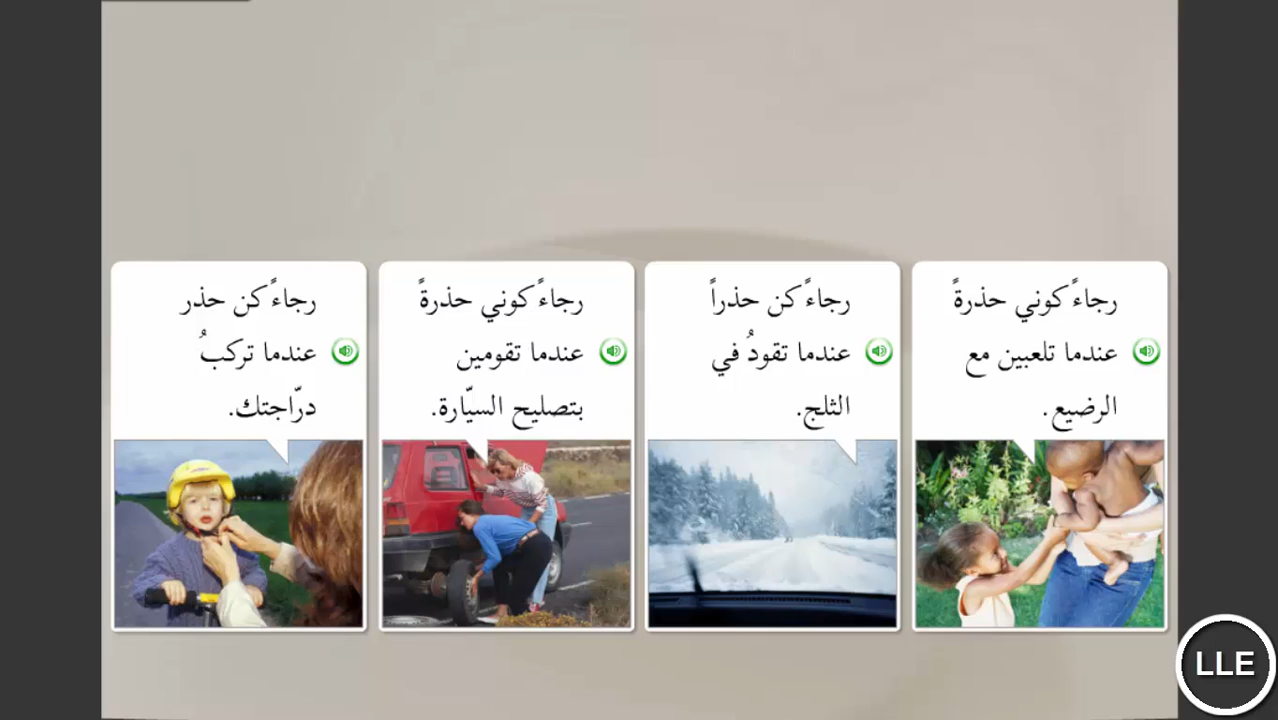 رجاءً كوني حذرةً
عندما تلعبين مع
الرضيع.
رجاءً كن حذراً
عندما تقودُ في
الثلج.
رجاءً كوني حذرةً
عندما تقومين
بتصليح السيّارة.
رجاءً كن حذر
عندما تركبُ
درّاجتك.
LLE